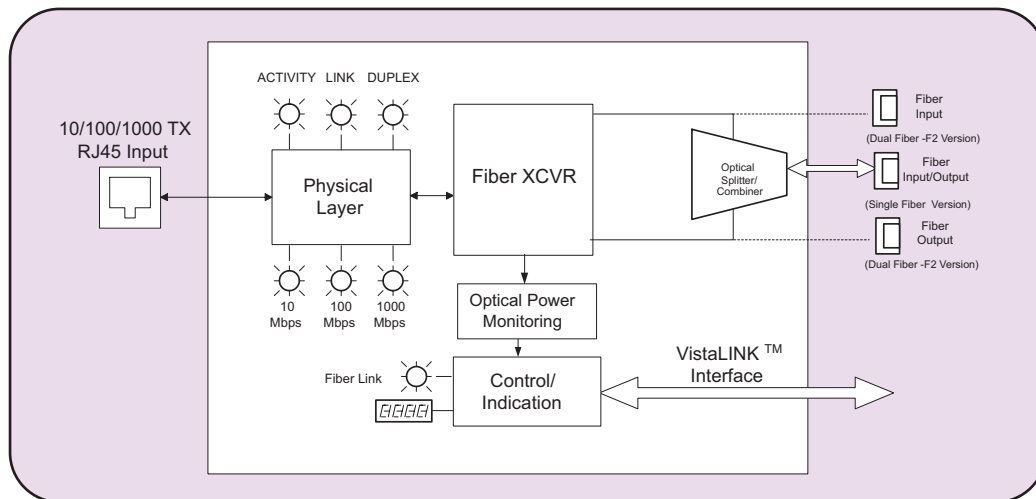 ACTIVITY LINK DUPLEX
10/100/1000 TX
RJ45 Input
Physical
Layer
Fiber XCVR
Optical
Splitter/
Combiner
Fiber
Input
(Dual Fiber -F2 Version)
Fiber
Input/Output
(Single Fiber Version)
Fiber
Output
(Dual Fiber -F2 Version)
10
Mbps
100
Mbps
1000
Mbps
Optical Power
Monitoring
Fiber Link
Control/
Indication
VistaLINK TM
Interface